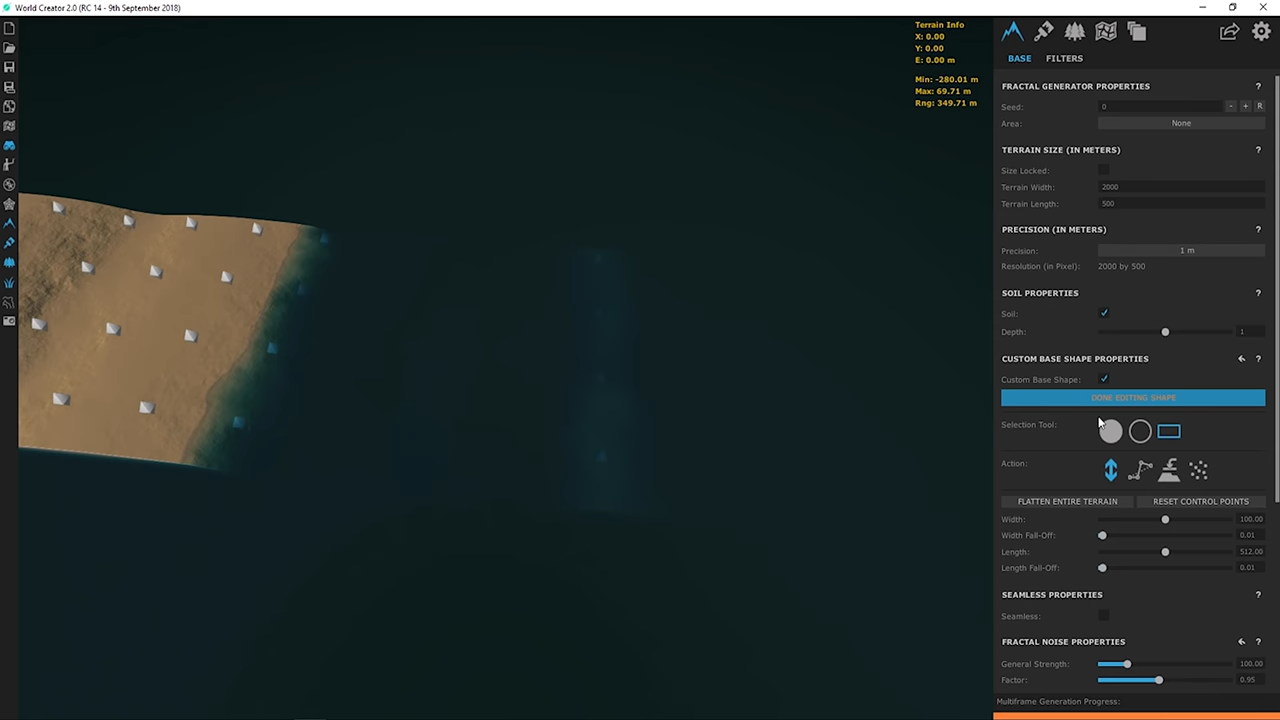 World Creator 2.0 (RC 14 - 9th September 2018)
Terrain Info
X: 0.00
Y: 0.00
E: 0.00 m
Min: -280.01 m
Max: 69.71 m
Rng: 349.71 m
BASE FILTERS
FRACTAL GENERATOR PROPERTIES ?
Seed: 0 - + R
Area: None
TERRAIN SIZE (IN METERS) ?
Size Locked:
Terrain Width: 2000
Terrain Length: 500
PRECISION (IN METERS) ?
Precision: 1 m
Resolution (in Pixel): 2000 by 500
SOIL PROPERTIES ?
Soil:
Depth: 1
CUSTOM BASE SHAPE PROPERTIES ?
Custom Base Shape:
DONE EDITING SHAPE
Selection Tool:
Action:
FLATTEN ENTIRE TERRAIN RESET CONTROL POINTS
Width: 100.00
Width Fall-Off: 0.01
Length: 512.00
Length Fall-Off: 0.01
SEAMLESS PROPERTIES ?
Seamless:
FRACTAL NOISE PROPERTIES ?
General Strength: 100.00
Factor: 0.95
Multiframe Generation Progress: